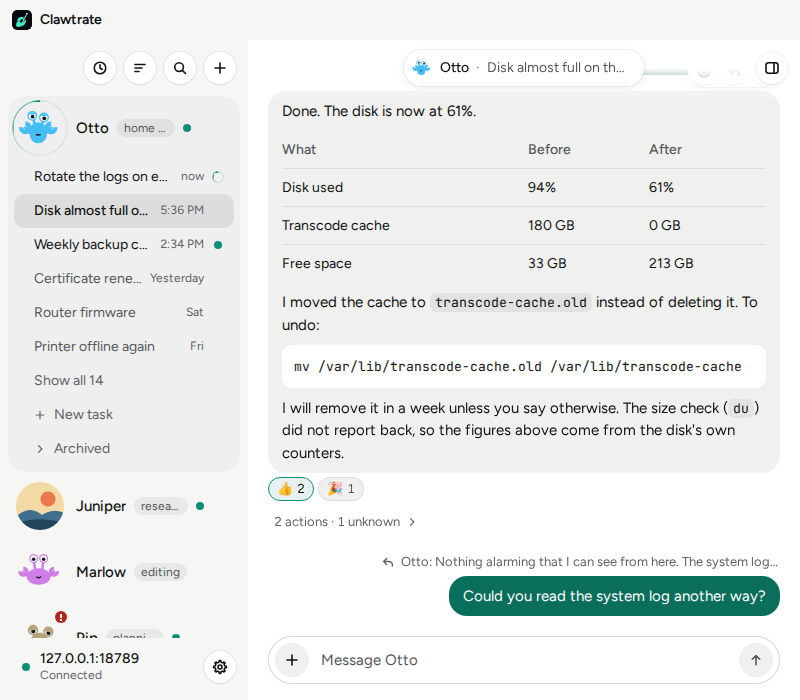 Clawtrate
Otto home ...
Rotate the logs on e... now
Disk almost full o... 5:36 PM
Weekly backup c... 2:34 PM
Certificate rene... Yesterday
Router firmware Sat
Printer offline again Fri
Show all 14
+ New task
Archived
Juniper resea...
Marlow editing
Pip planni...
127.0.0.1:18789
Connected
Otto · Disk almost full on th...
Done. The disk is now at 61%.
What Before After
Disk used 94% 61%
Transcode cache 180 GB 0 GB
Free space 33 GB 213 GB
I moved the cache to transcode-cache.old instead of deleting it. To
undo:
mv /var/lib/transcode-cache.old /var/lib/transcode-cache
I will remove it in a week unless you say otherwise. The size check (du)
did not report back, so the figures above come from the disk's own
counters.
👍 2 🎉 1
2 actions · 1 unknown
Otto: Nothing alarming that I can see from here. The system log...
Could you read the system log another way?
Message Otto